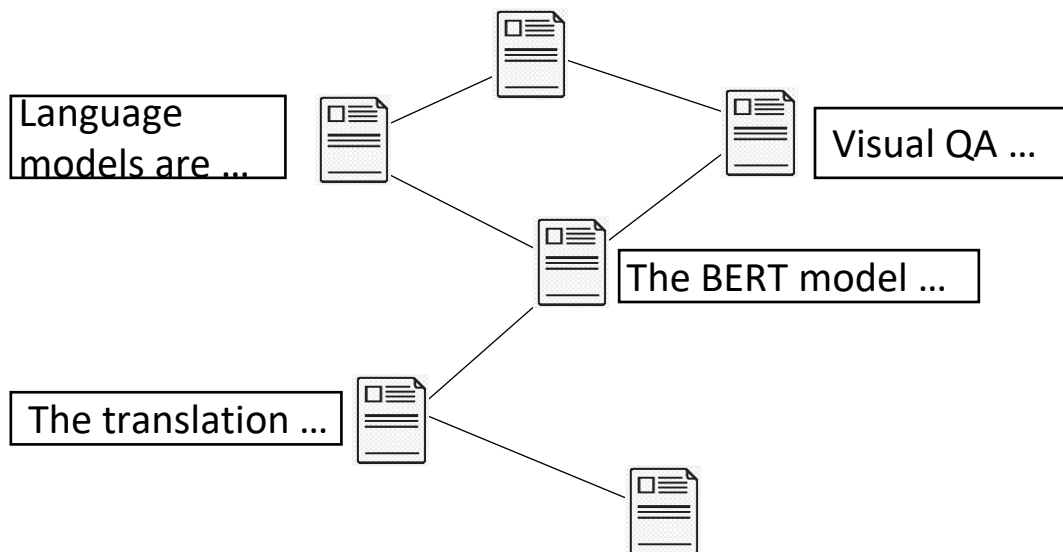 Language
models are ...
Visual QA ...
The BERT model ...
The translation ...